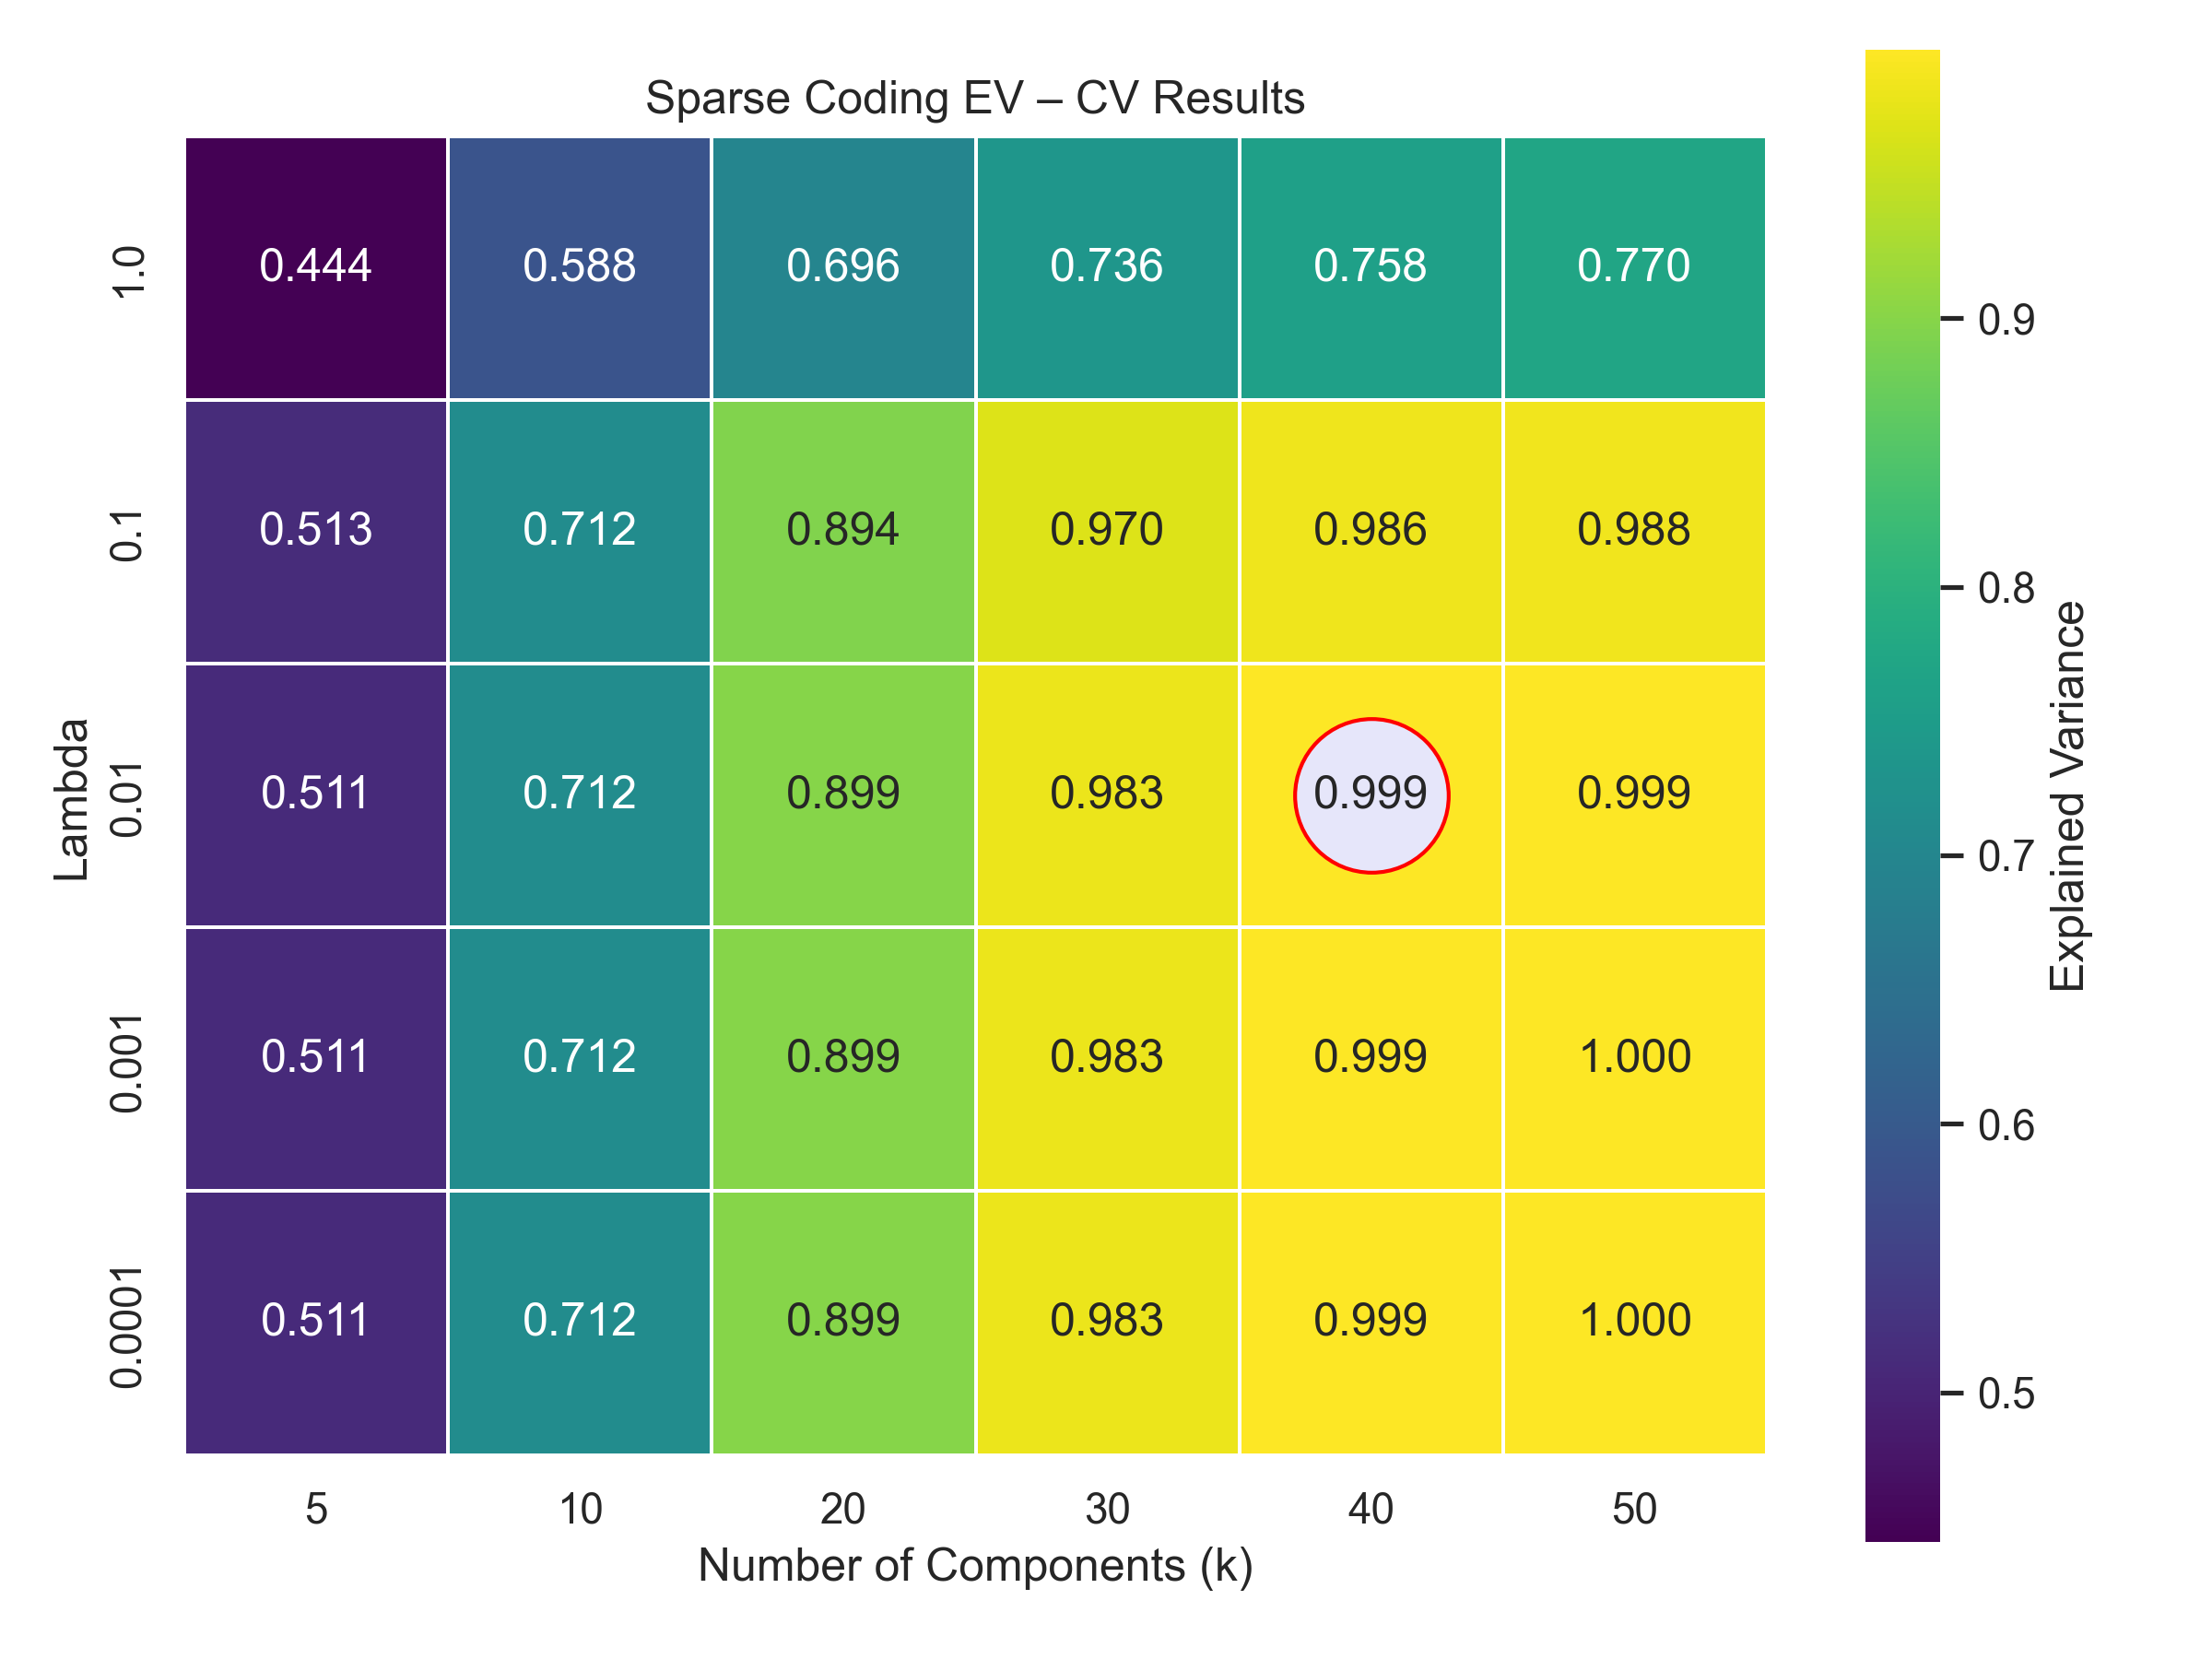 Sparse Coding EV – CV Results
1.0 0.444 0.588 0.696 0.736 0.758 0.770
0.1 0.513 0.712 0.894 0.970 0.986 0.988
0.01 0.511 0.712 0.899 0.983 0.999 0.999
0.001 0.511 0.712 0.899 0.983 0.999 1.000
0.0001 0.511 0.712 0.899 0.983 0.999 1.000
Lambda
5 10 20 30 40 50
Number of Components (k)
0.9
0.8
0.7
0.6
0.5
Explained Variance